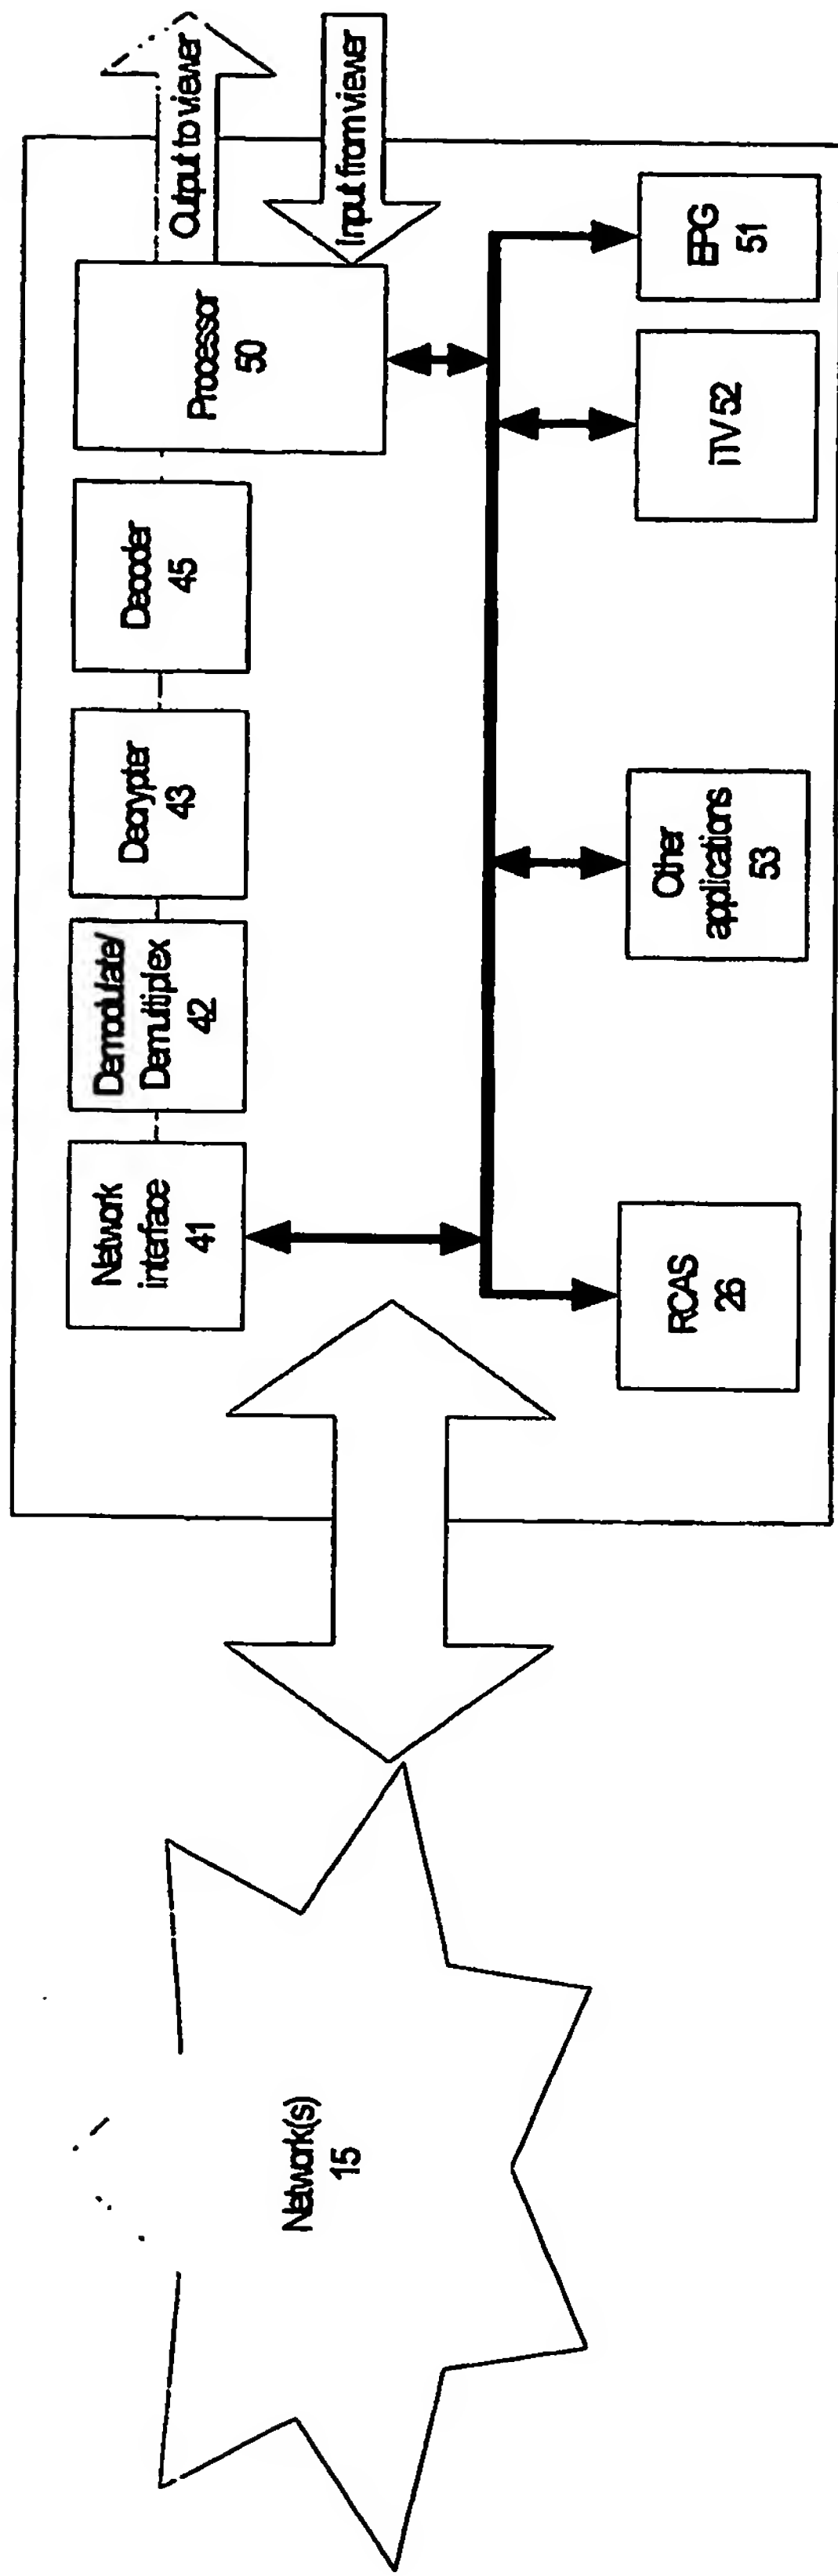 Network(s)
15
Network
interface
41
Demodulate/
Demultiplex
42
Decrypter
43
Decoder
45
Processor
50
Output to viewer
Input from viewer
RCAS
26
Other
applications
53
iTV 52
EPG
51